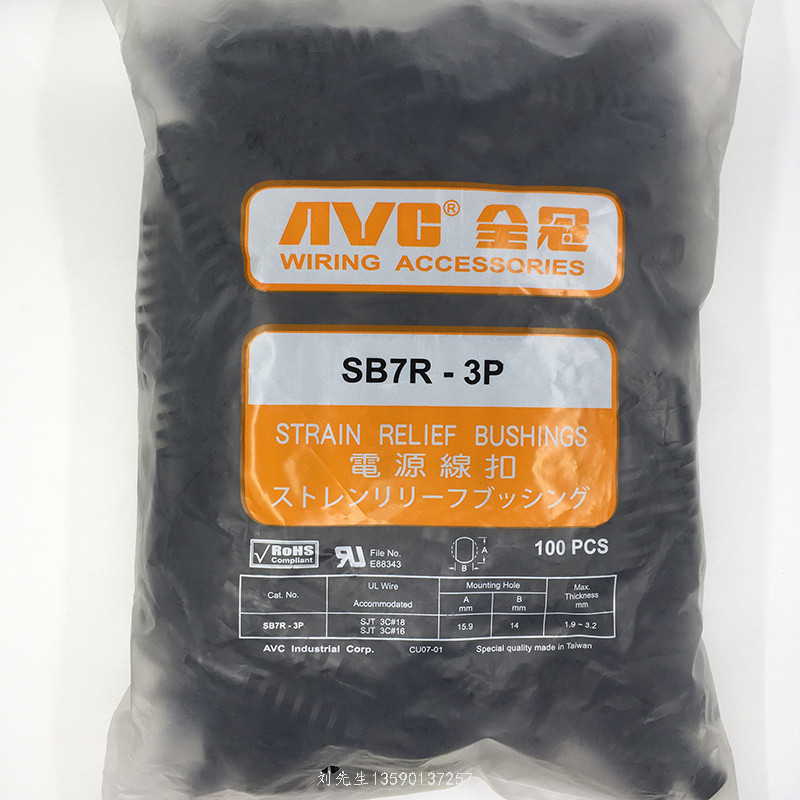 AVC® 全冠
WIRING ACCESSORIES
SB7R - 3P
STRAIN RELIEF BUSHINGS
電源線扣
ストレンリリーフブッシング
RoHS
Compliant
RU File No.
E88343
A
B
100 PCS
Cat. No. UL Wire Accommodated Mounting Hole A mm B mm Max. Thickness mm
SB7R - 3P SJT 3C#18 SJT 3C#16 15.9 14 1.9 ~ 3.2
AVC Industrial Corp. CU07-01 Special quality made in Taiwan
刘先生13590137257